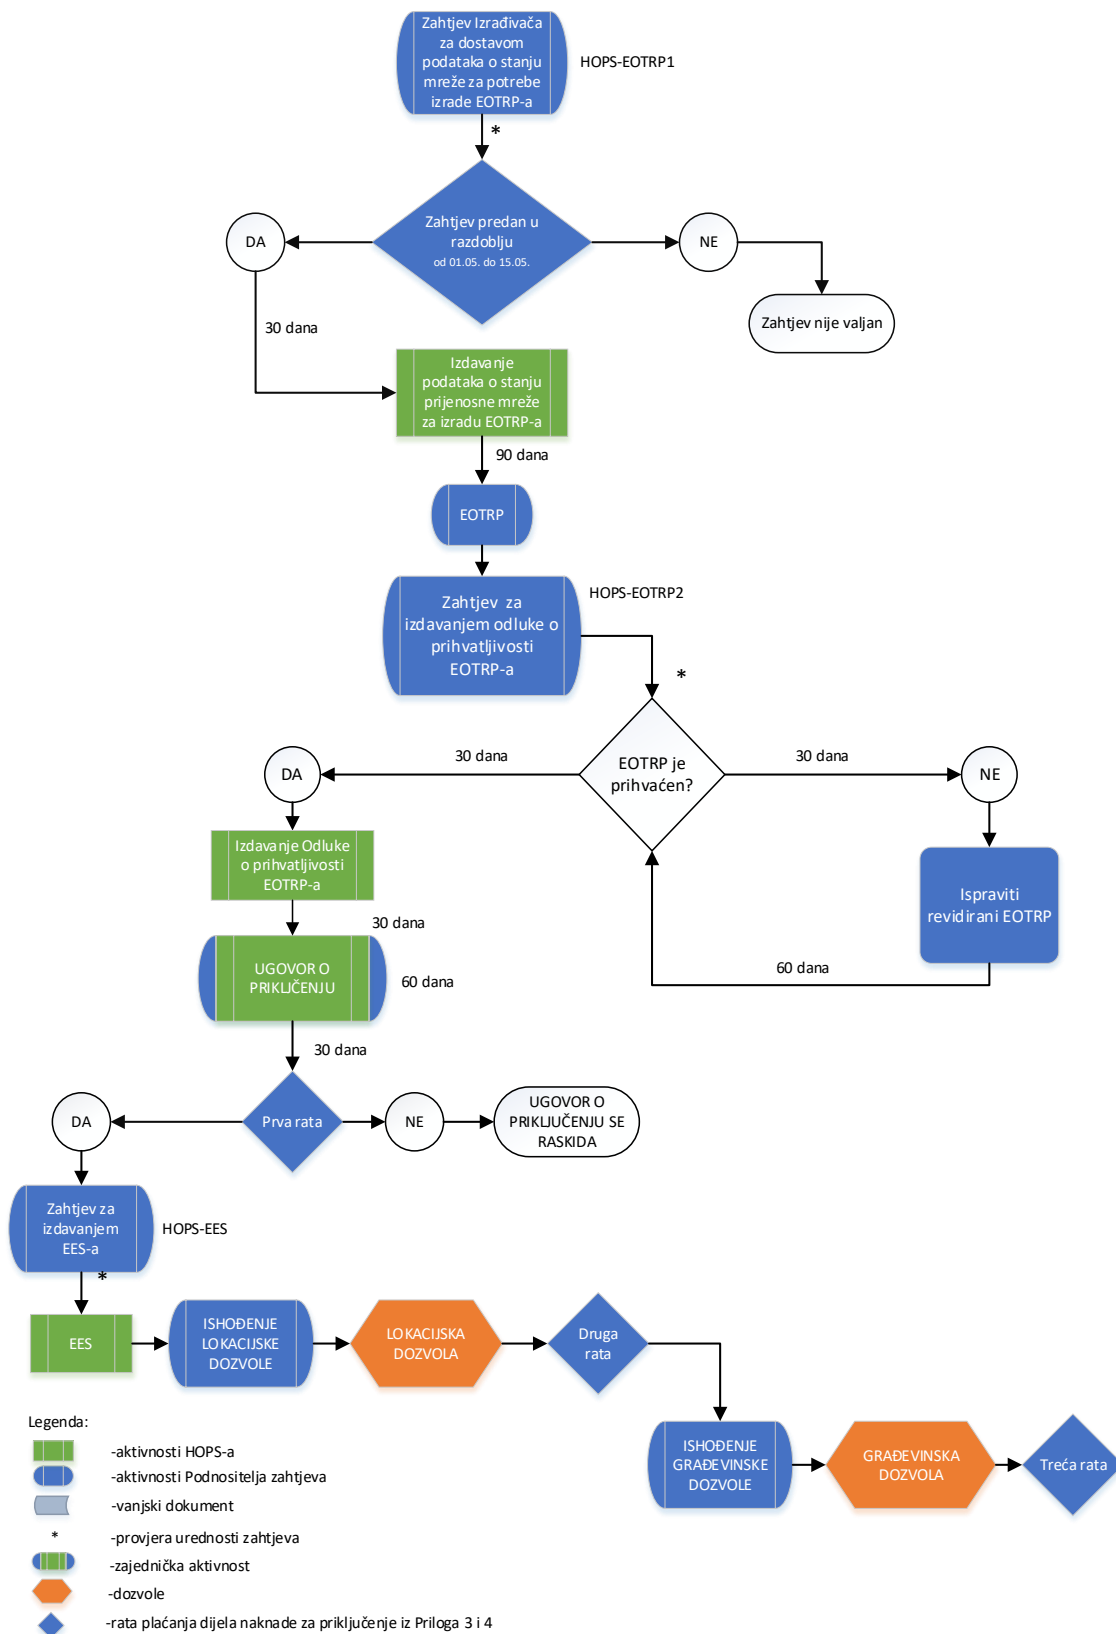 Zahtjev Izrađivača
za dostavom
podataka o stanju
mreže za potrebe
izrade EOTRP-a
HOPS-EOTRP1
*
Zahtjev predan u
razdoblju
od 01.05. do 15.05.
DA
NE
Zahtjev nije valjan
30 dana
Izdavanje
podataka o stanju
prijenosne mreže
za izradu EOTRP-a
90 dana
EOTRP
HOPS-EOTRP2
Zahtjev za
izdavanjem odluke o
prihvatljivosti
EOTRP-a
*
EOTRP je
prihvaćen?
30 dana
30 dana
DA
NE
Izdavanje Odluke
o prihvatljivosti
EOTRP-a
Ispraviti
revidirani EOTRP
30 dana
60 dana
UGOVOR O
PRIKLJČENJU
60 dana
30 dana
Prva rata
DA
NE
UGOVOR O
PRIKLJUČENJU SE
RASKIDA
Zahtjev za
izdavanjem
EES-a
HOPS-EES
*
EES
ISHOĐENJE
LOKACIJSKE
DOZVOLE
LOKACIJSKA
DOZVOLA
Druga
rata
ISHOĐENJE
GRAĐEVINSKE
DOZVOLE
GRAĐEVINSKA
DOZVOLA
Treća rata
Legenda:
-aktivnosti HOPS-a
-aktivnosti Podnositelja zahtjeva
-vanjski dokument
* -provjera urednosti zahtjeva
-zajednička aktivnost
-dozvole
-rata plaćanja dijela naknade za priključenje iz Priloga 3 i 4